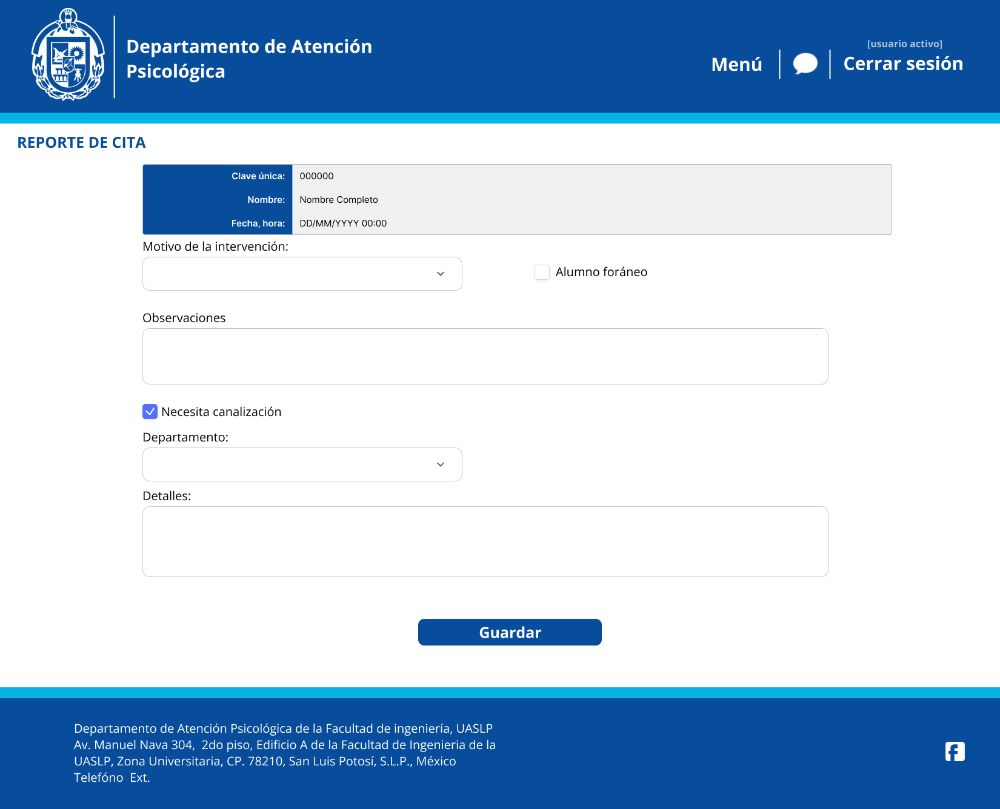 Departamento de Atención
Psicológica
[usuario activo]
Menú
Cerrar sesión
REPORTE DE CITA
Clave única: 000000
Nombre: Nombre Completo
Fecha, hora: DD/MM/YYYY 00:00
Motivo de la intervención:
Alumno foráneo
Observaciones
Necesita canalización
Departamento:
Detalles:
Guardar
Departamento de Atención Psicológica de la Facultad de ingeniería, UASLP
Av. Manuel Nava 304,  2do piso, Edificio A de la Facultad de Ingenieria de la
UASLP, Zona Universitaria, CP. 78210, San Luis Potosí, S.L.P., México
Telefóno  Ext.